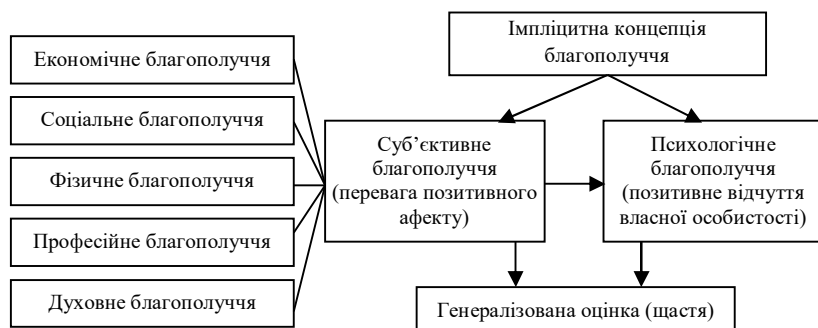 Економічне благополуччя
Соціальне благополуччя
Фізичне благополуччя
Професійне благополуччя
Духовне благополуччя
Імпліцитна концепція
благополуччя
Суб’єктивне
благополуччя
(перевага позитивного
афекту)
Психологічне
благополуччя
(позитивне відчуття
власної особистості)
Генералізована оцінка (щастя)